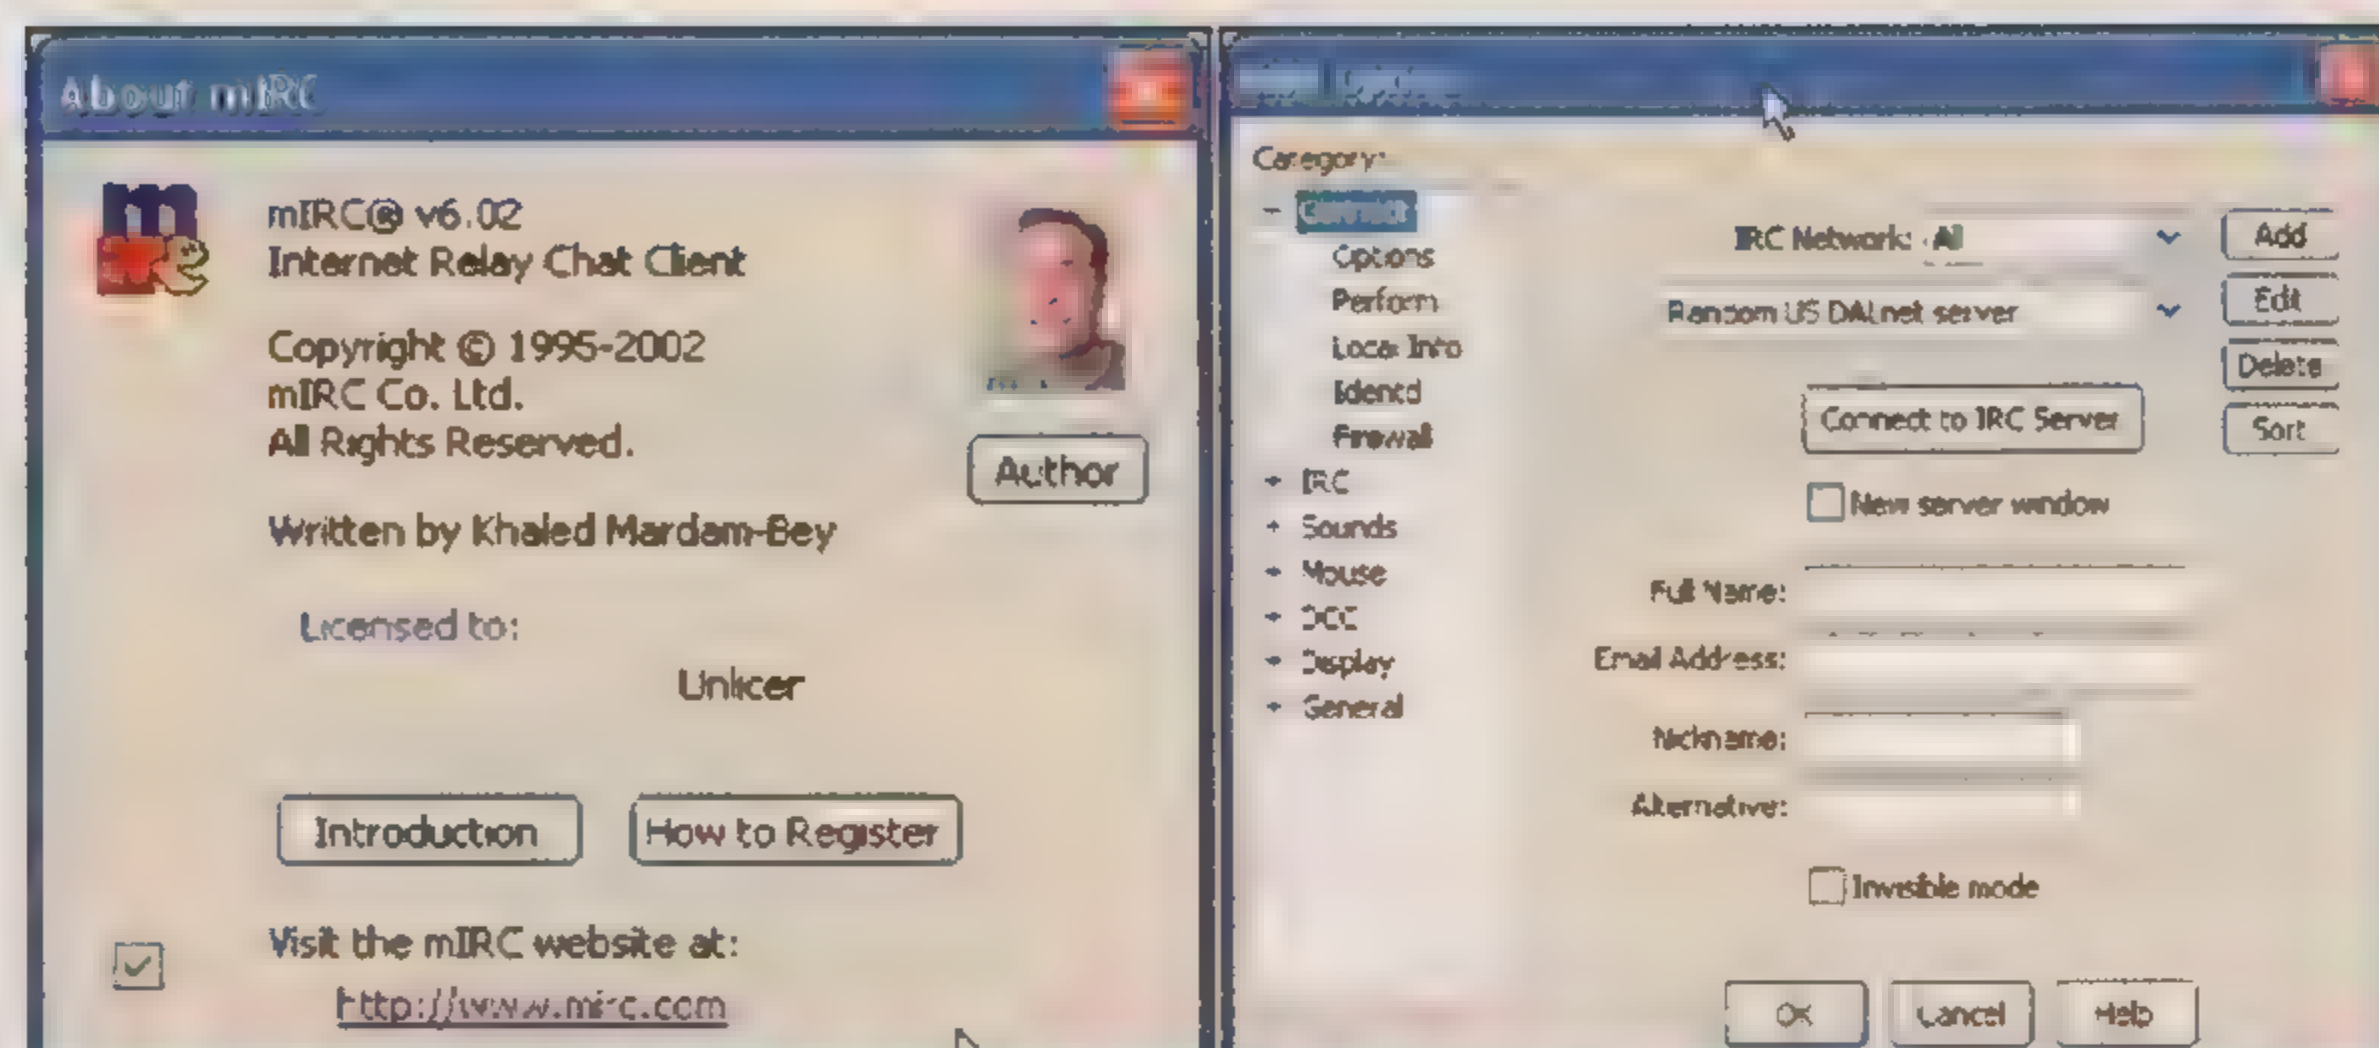 About mIRC
mIRC® v6.02
Internet Relay Chat Client
Copyright © 1995-2002
mIRC Co. Ltd.
All Rights Reserved.
Author
Written by Khaled Mardam-Bey
Licensed to:
Unlicer
Introduction
How to Register
Visit the mIRC website at:
http://www.mirc.com
Category:
Connect
Options
Perform
Local Info
Identd
Firewall
IRC
Sounds
Mouse
DCC
Display
General
IRC Network: All
Add
Random US DALnet server
Edit
Delete
Connect to IRC Server
Sort
New server window
Full Name:
Email Address:
Nickname:
Alternative:
Invisible mode
OK
Cancel
Help